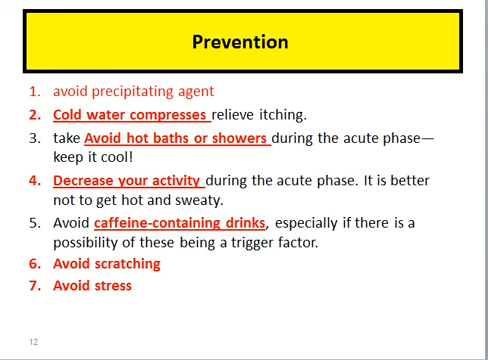 Prevention
1. avoid precipitating agent
2. Cold water compresses relieve itching.
3. take Avoid hot baths or showers during the acute phase—
keep it cool!
4. Decrease your activity during the acute phase. It is better
not to get hot and sweaty.
5. Avoid caffeine-containing drinks, especially if there is a
possibility of these being a trigger factor.
6. Avoid scratching
7. Avoid stress
12